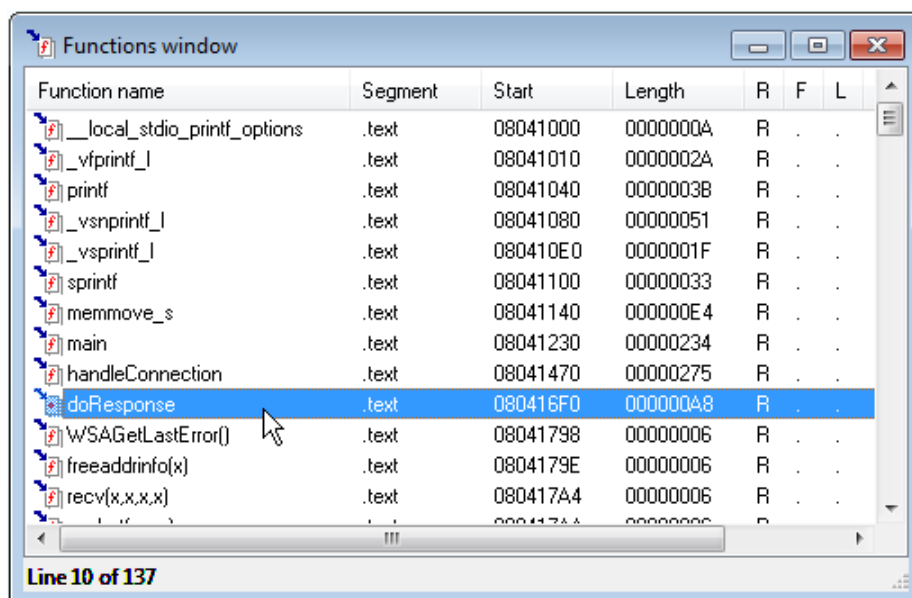 Functions window
Function name Segment Start Length R F L
__local_stdio_printf_options .text 08041000 0000000A R . .
_vfprintf_l .text 08041010 0000002A R . .
printf .text 08041040 0000003B R . .
_vsnprintf_l .text 08041080 00000051 R . .
_vsprintf_l .text 080410E0 0000001F R . .
sprintf .text 08041100 00000033 R . .
memmove_s .text 08041140 000000E4 R . .
main .text 08041230 00000234 R . .
handleConnection .text 08041470 00000275 R . .
doResponse .text 080416F0 000000A8 R . .
WSAGetLastError() .text 08041798 00000006 R . .
freeaddrinfo(x) .text 0804179E 00000006 R . .
recv(x,x,x,x) .text 080417A4 00000006 R . .
Line 10 of 137